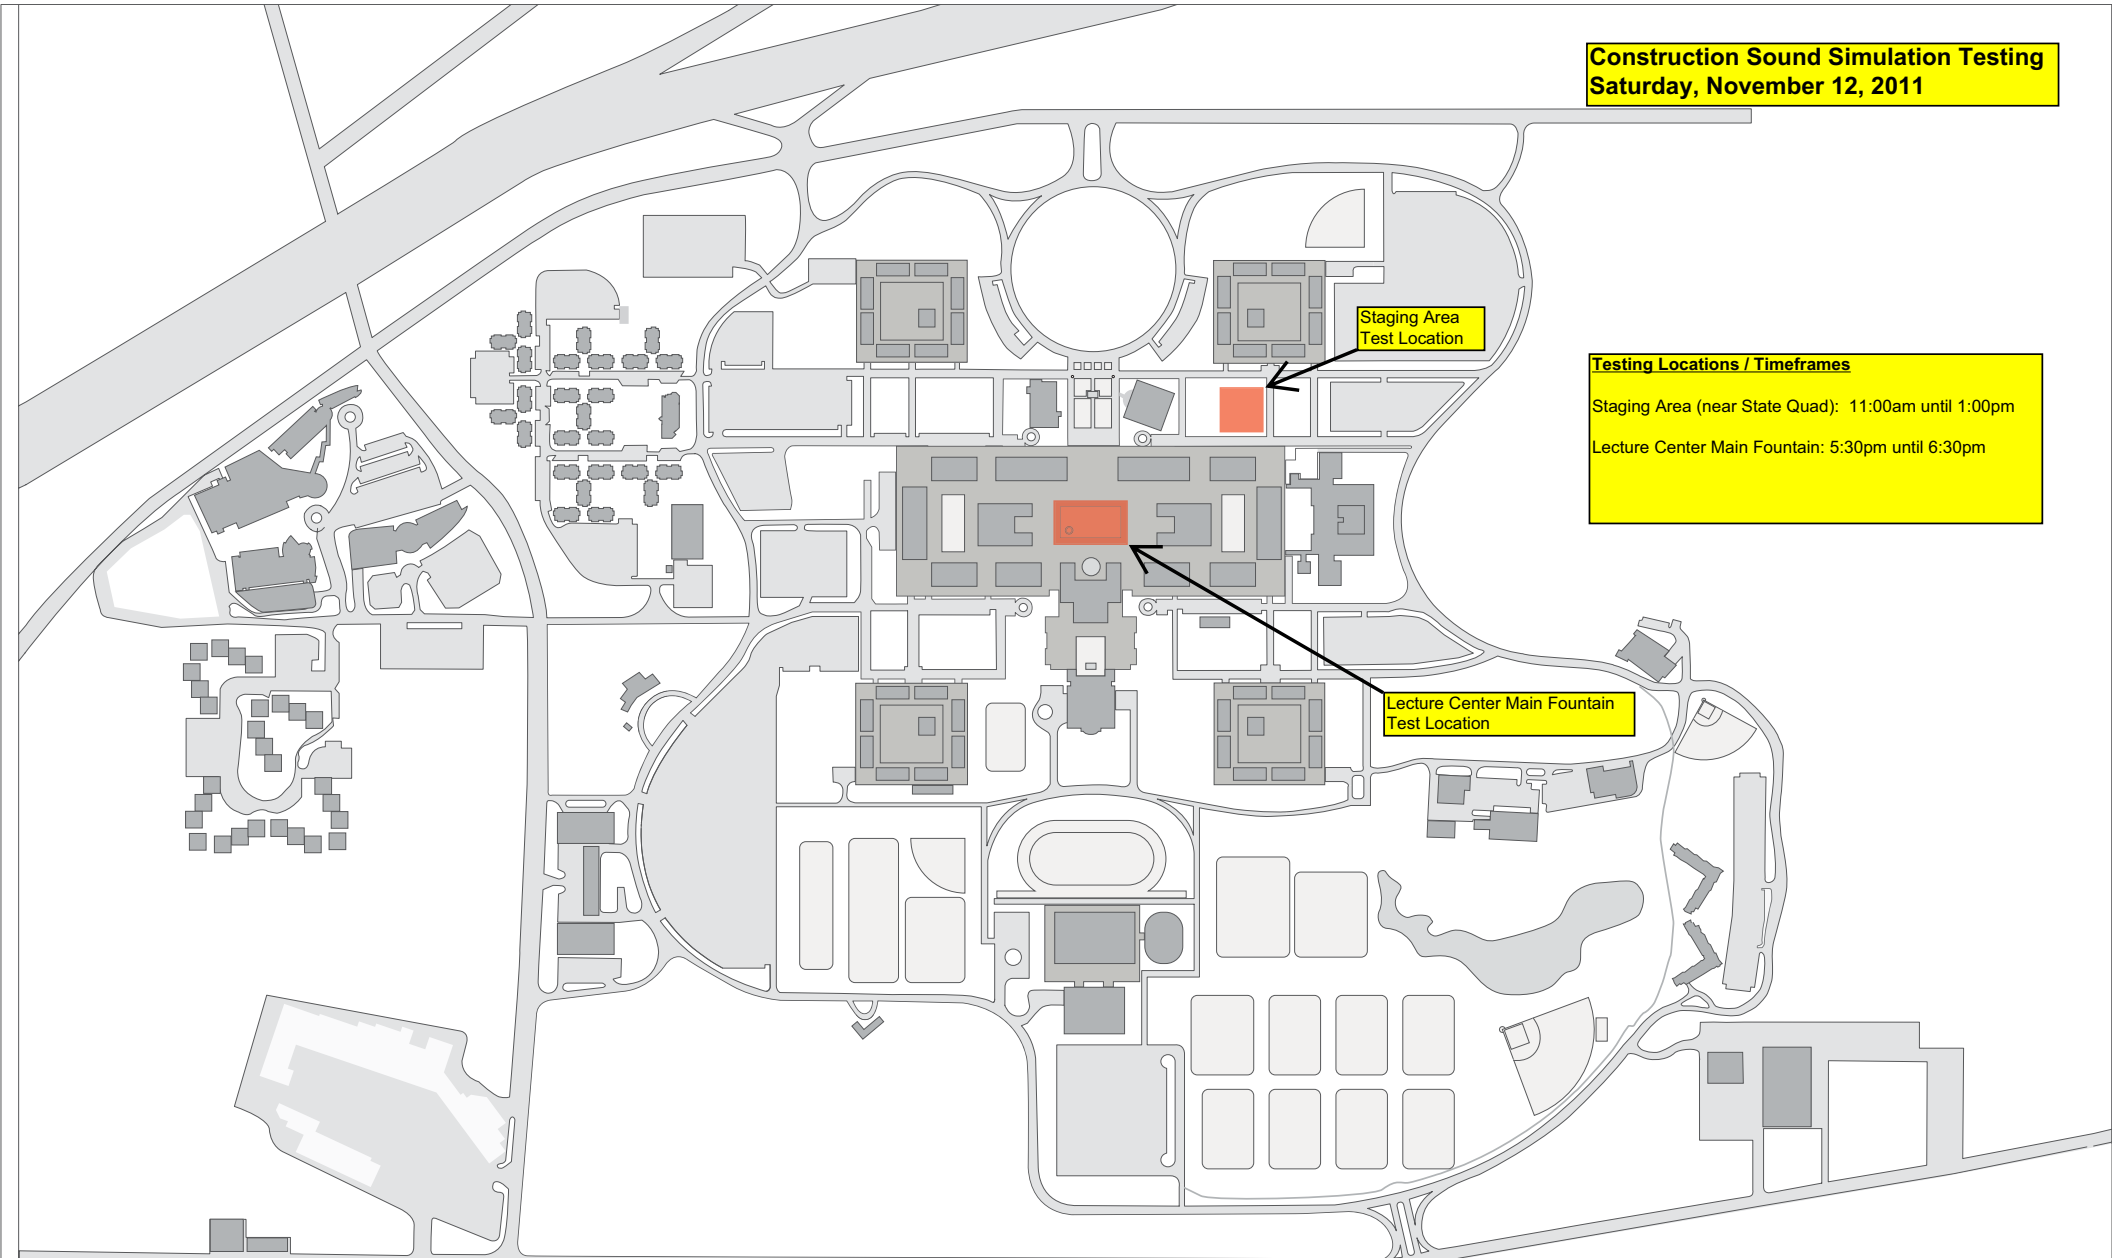 Construction Sound Simulation Testing
Saturday, November 12, 2011
Staging Area
Test Location
Testing Locations / Timeframes
Staging Area (near State Quad): 11:00am until 1:00pm
Lecture Center Main Fountain: 5:30pm until 6:30pm
Lecture Center Main Fountain
Test Location